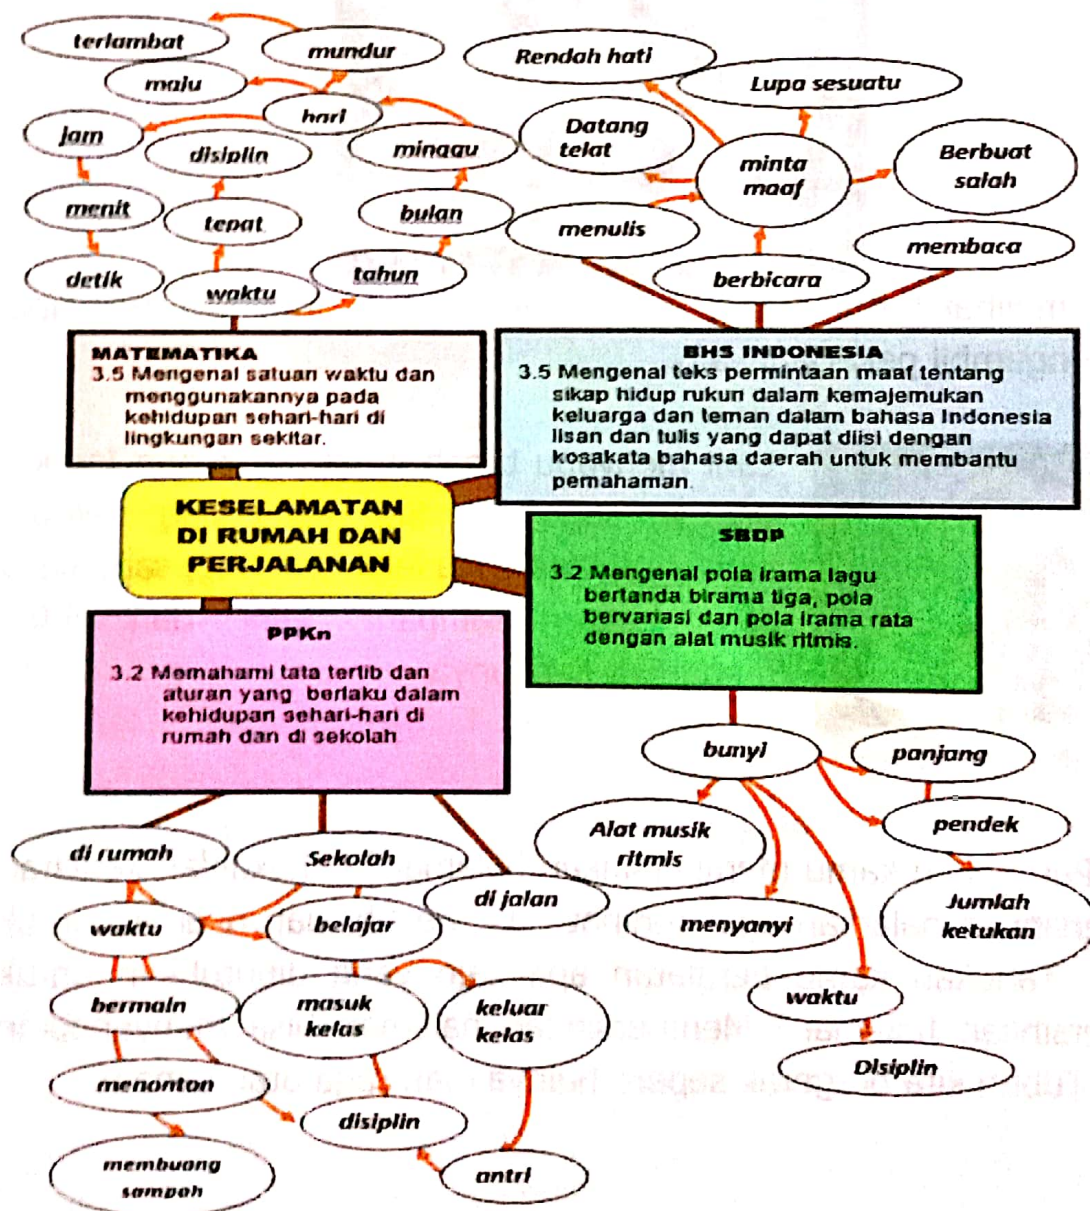 terlambat
mundur
malu
hari
jam
disiplin
minggu
menit
tepat
bulan
detik
waktu
tahun
Rendah hati
Lupa sesuatu
Datang
telat
minta
maaf
Berbuat
salah
menulis
membaca
berbicara
MATEMATIKA
3.5 Mengenal satuan waktu dan
menggunakannya pada
kehidupan sehari-hari di
lingkungan sekitar.
BHS INDONESIA
3.5 Mengenal teks permintaan maaf tentang
sikap hidup rukun dalam kemajemukan
keluarga dan teman dalam bahasa Indonesia
lisan dan tulis yang dapat diisi dengan
kosakata bahasa daerah untuk membantu
pemahaman.
KESELAMATAN
DI RUMAH DAN
PERJALANAN
SBDP
3.2 Mengenal pola irama lagu
bertanda birama tiga, pola
bervariasi dan pola irama rata
dengan alat musik ritmis.
PPKn
3.2 Memahami tata tertib dan
aturan yang berlaku dalam
kehidupan sehari-hari di
rumah dan di sekolah
di rumah
Sekolah
di jalan
waktu
belajar
bermain
masuk
kelas
keluar
kelas
menonton
disiplin
membuang
sampah
antri
bunyi
panjang
Alat musik
ritmis
pendek
menyanyi
Jumlah
ketukan
waktu
Disiplin